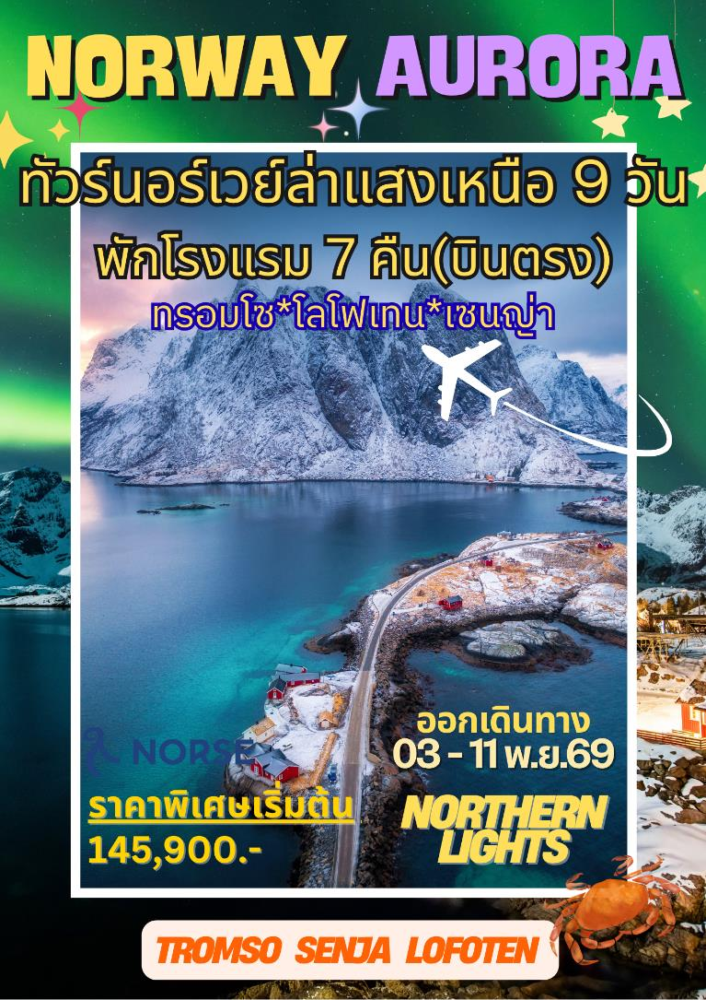 NORWAY AURORA
ทัวร์นอร์เวย์ล่าแสงเหนือ 9 วัน
พักโรงแรม 7 คืน(บินตรง)
ทรอมโซ*โลโฟเทน*เซนญ่า
ออกเดินทาง
03 - 11 พ.ย.69
NORSE
ราคาพิเศษเริ่มต้น
145,900.-
NORTHERN
LIGHTS
TROMSO SENJA LOFOTEN